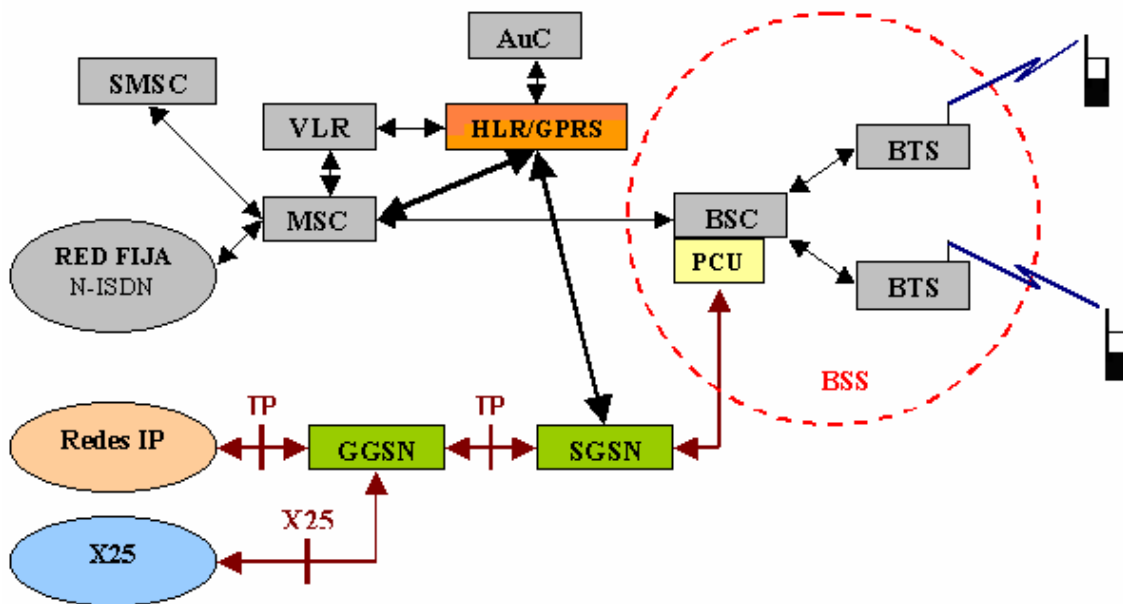 AuC
SMSC
VLR
HLR/GPRS
BTS
MSC
BSC
RED FIJA
N-ISDN
PCU
BTS
BSS
TP
TP
Redes IP
GGSN
SGSN
X25
X25